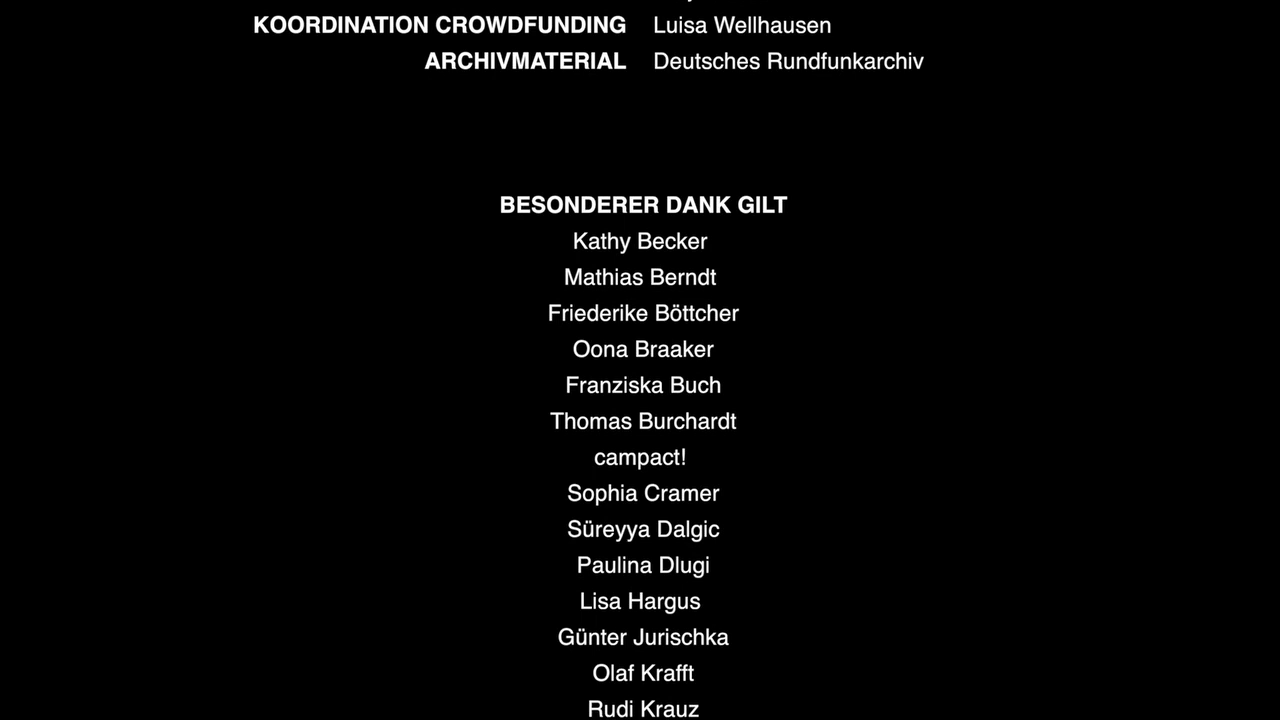 KOORDINATION CROWDFUNDING Luisa Wellhausen
ARCHIVMATERIAL Deutsches Rundfunkarchiv
BESONDERER DANK GILT
Kathy Becker
Mathias Berndt
Friederike Böttcher
Oona Braaker
Franziska Buch
Thomas Burchardt
campact!
Sophia Cramer
Süreyya Dalgic
Paulina Dlugi
Lisa Hargus
Günter Jurischka
Olaf Krafft
Rudi Krauz